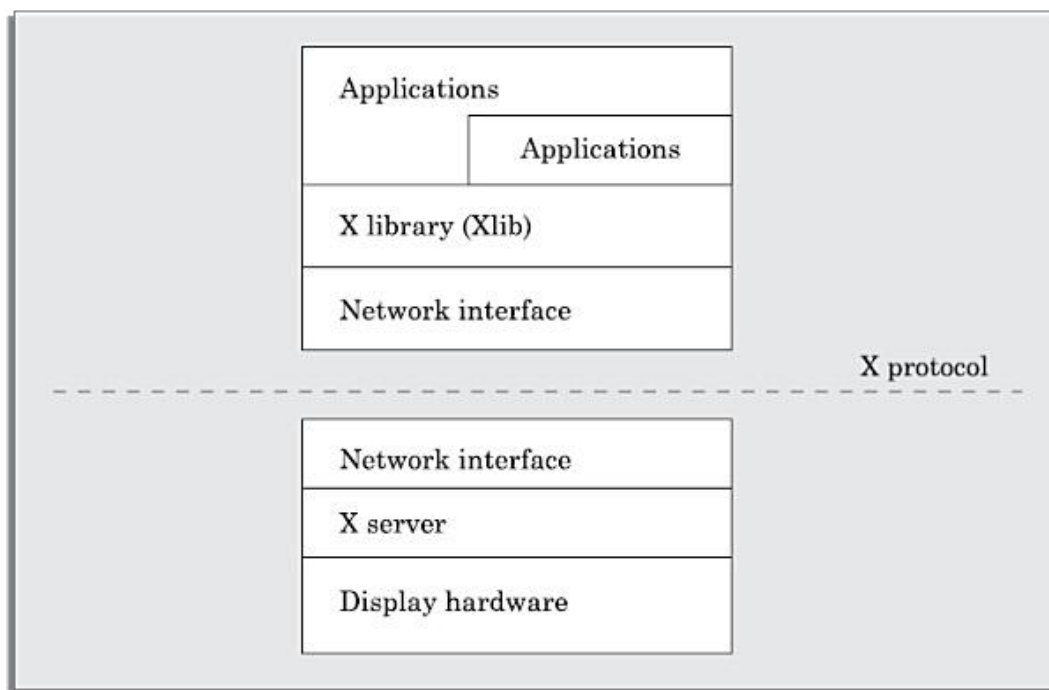 Applications
Applications
X library (Xlib)
Network interface
X protocol
Network interface
X server
Display hardware